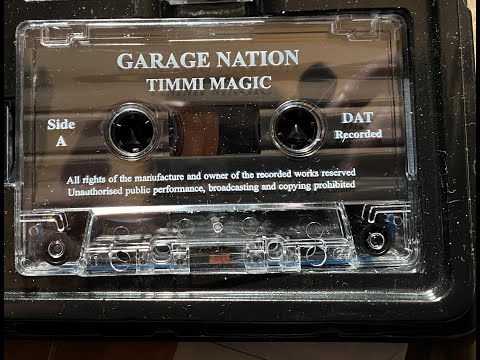 GARAGE NATION
TIMMI MAGIC
Side
A
DAT
Recorded
All rights of the manufacture and owner of the recorded works reserved
Unauthorised public performance, broadcasting and copying prohibited